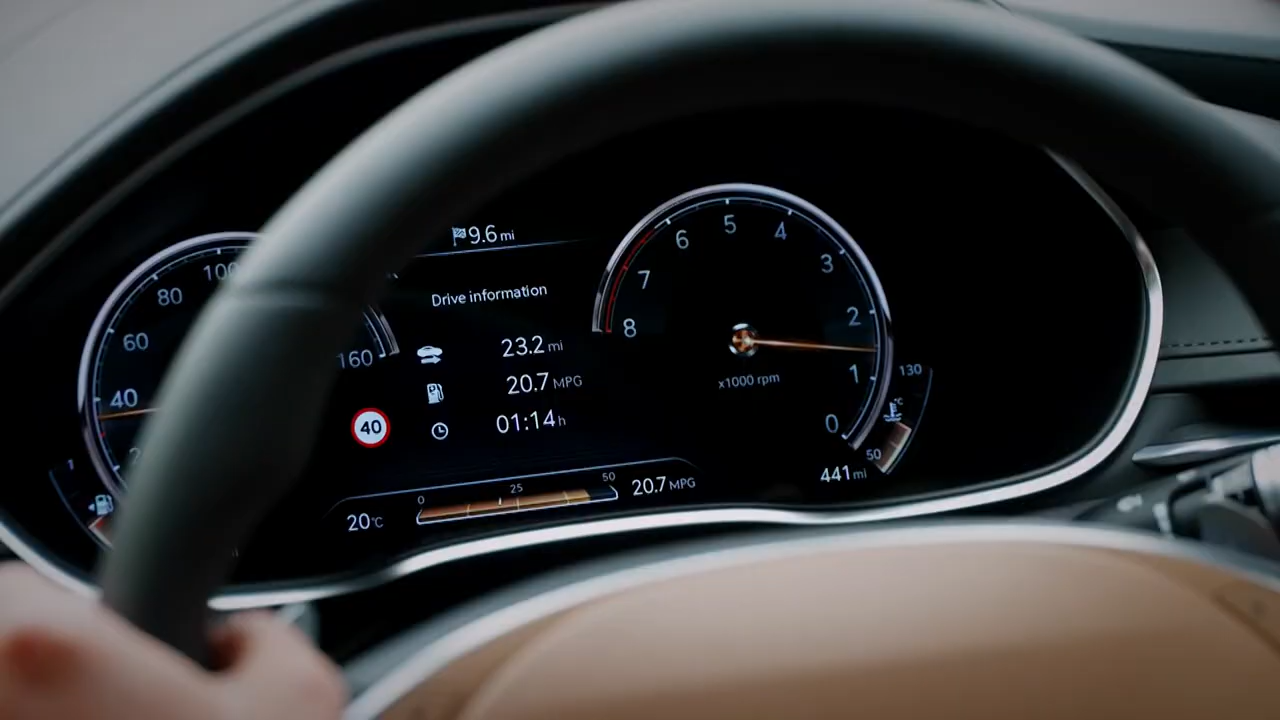 9.6 mi
Drive information
23.2 mi
20.7 MPG
01:14 h
40
20°C
0 25 50
20.7 MPG
40
60
80
100
160
1
8
7
6
5
4
3
2
1
0
x1000 rpm
130
°C
50
441 mi